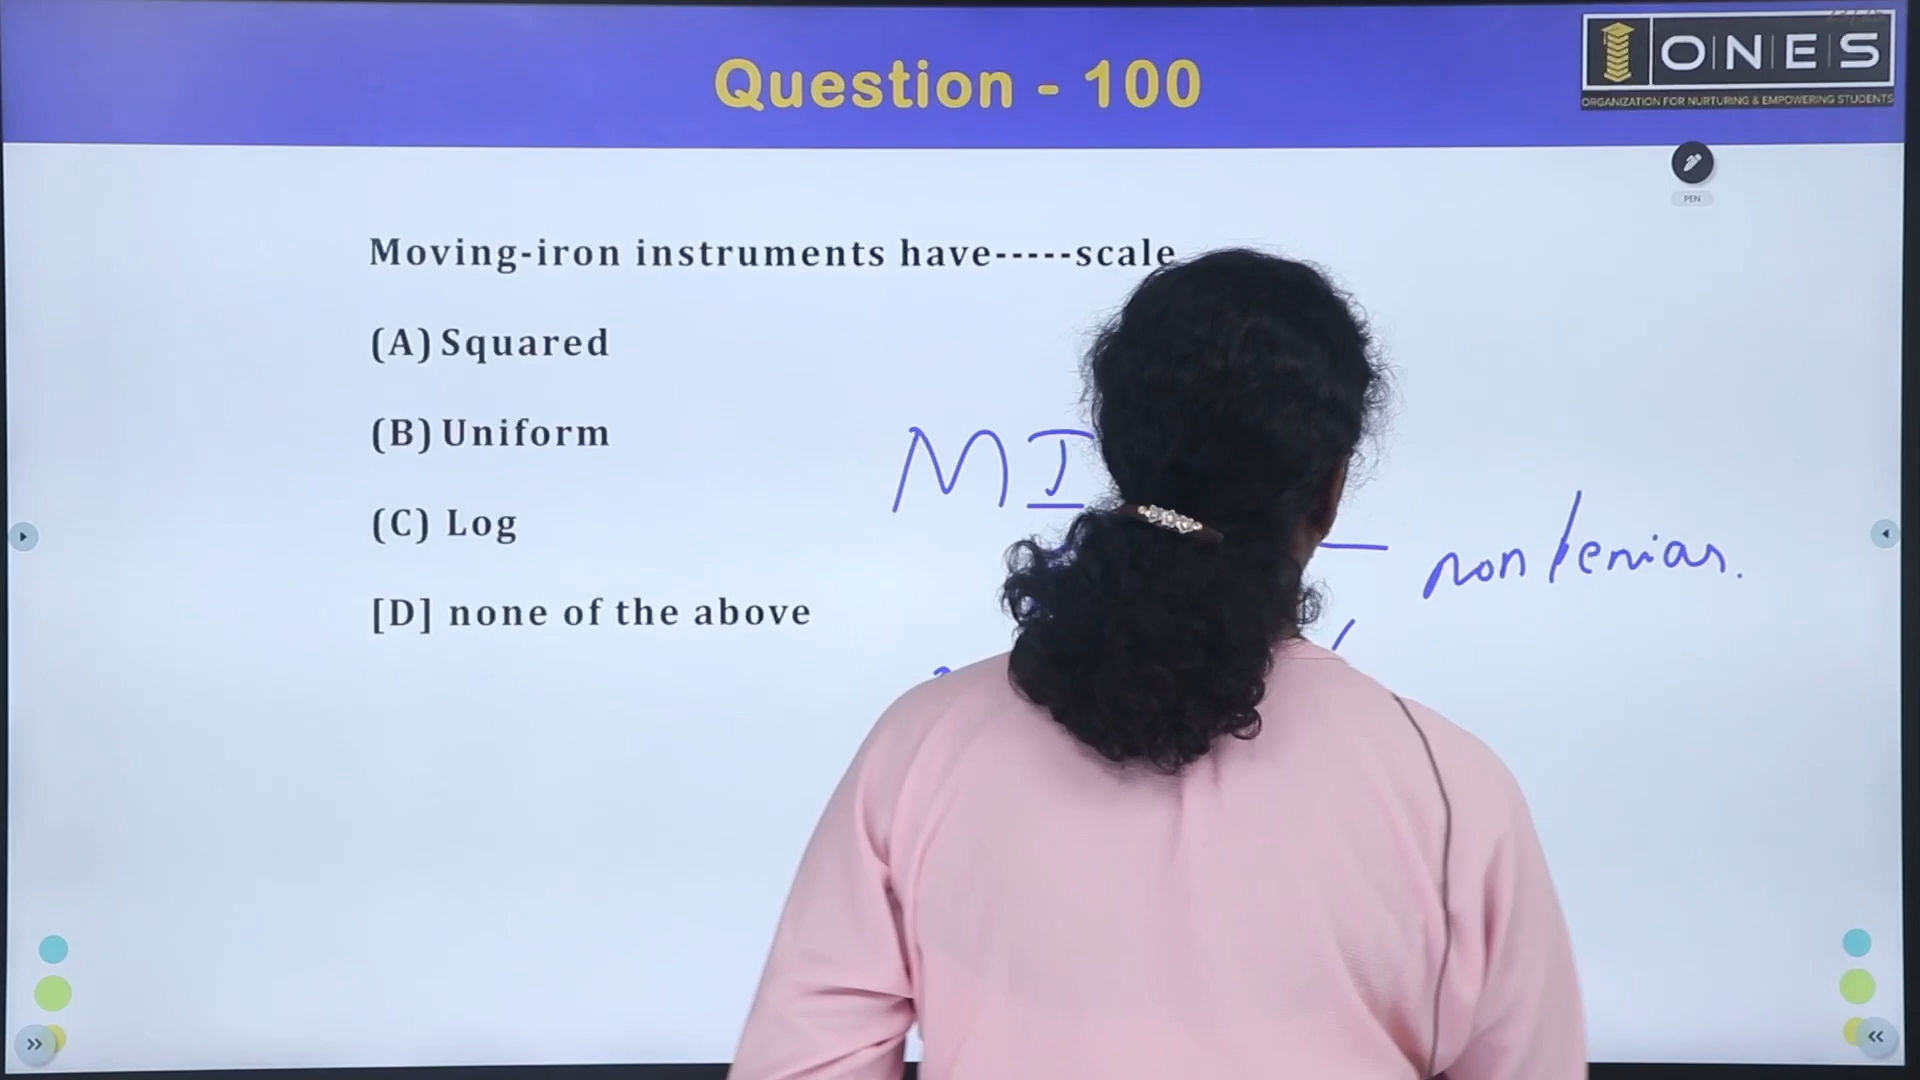 Question - 100
ONES
ORGANIZATION FOR NURTURING & EMPOWERING STUDENTS
PEN
Moving-iron instruments have-----scale
(A) Squared
(B) Uniform
(C) Log
[D] none of the above
MI
non